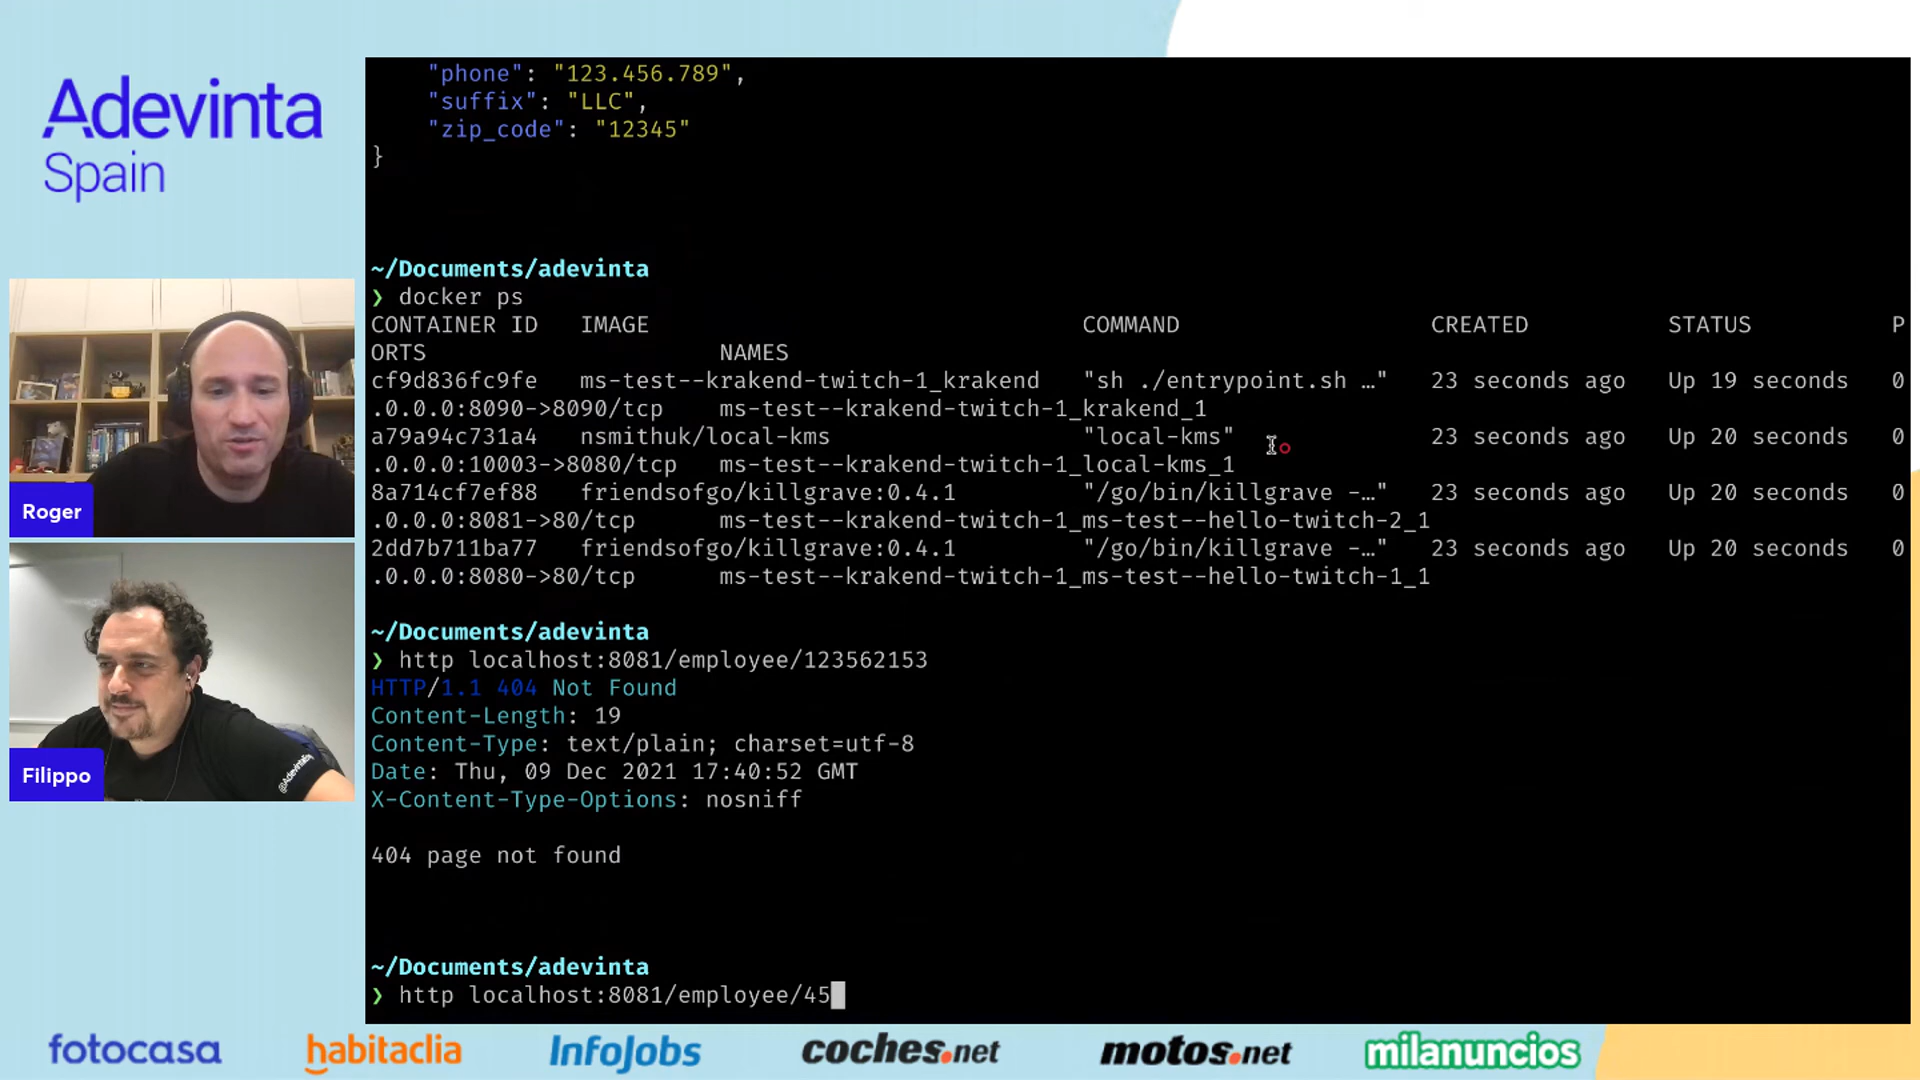 Adevinta
Spain
"phone": "123.456.789",
"suffix": "LLC",
"zip_code": "12345"
}
~/Documents/adevinta
❯ docker ps
CONTAINER ID IMAGE COMMAND CREATED STATUS P
ORTS NAMES
cf9d836fc9fe ms-test--krakend-twitch-1_krakend "sh ./entrypoint.sh …" 23 seconds ago Up 19 seconds 0
.0.0.0:8090->8090/tcp ms-test--krakend-twitch-1_krakend_1
a79a94c731a4 nsmithuk/local-kms "local-kms" 23 seconds ago Up 20 seconds 0
.0.0.0:10003->8080/tcp ms-test--krakend-twitch-1_local-kms_1
8a714cf7ef88 friendsofgo/killgrave:0.4.1 "/go/bin/killgrave -…" 23 seconds ago Up 20 seconds 0
.0.0.0:8081->80/tcp ms-test--krakend-twitch-1_ms-test--hello-twitch-2_1
2dd7b711ba77 friendsofgo/killgrave:0.4.1 "/go/bin/killgrave -…" 23 seconds ago Up 20 seconds 0
.0.0.0:8080->80/tcp ms-test--krakend-twitch-1_ms-test--hello-twitch-1_1
~/Documents/adevinta
❯ http localhost:8081/employee/123562153
HTTP/1.1 404 Not Found
Content-Length: 19
Content-Type: text/plain; charset=utf-8
Date: Thu, 09 Dec 2021 17:40:52 GMT
X-Content-Type-Options: nosniff
404 page not found
~/Documents/adevinta
❯ http localhost:8081/employee/45
Roger
Filippo
fotocasa
habitaclia
InfoJobs
coches.net
motos.net
milanuncios